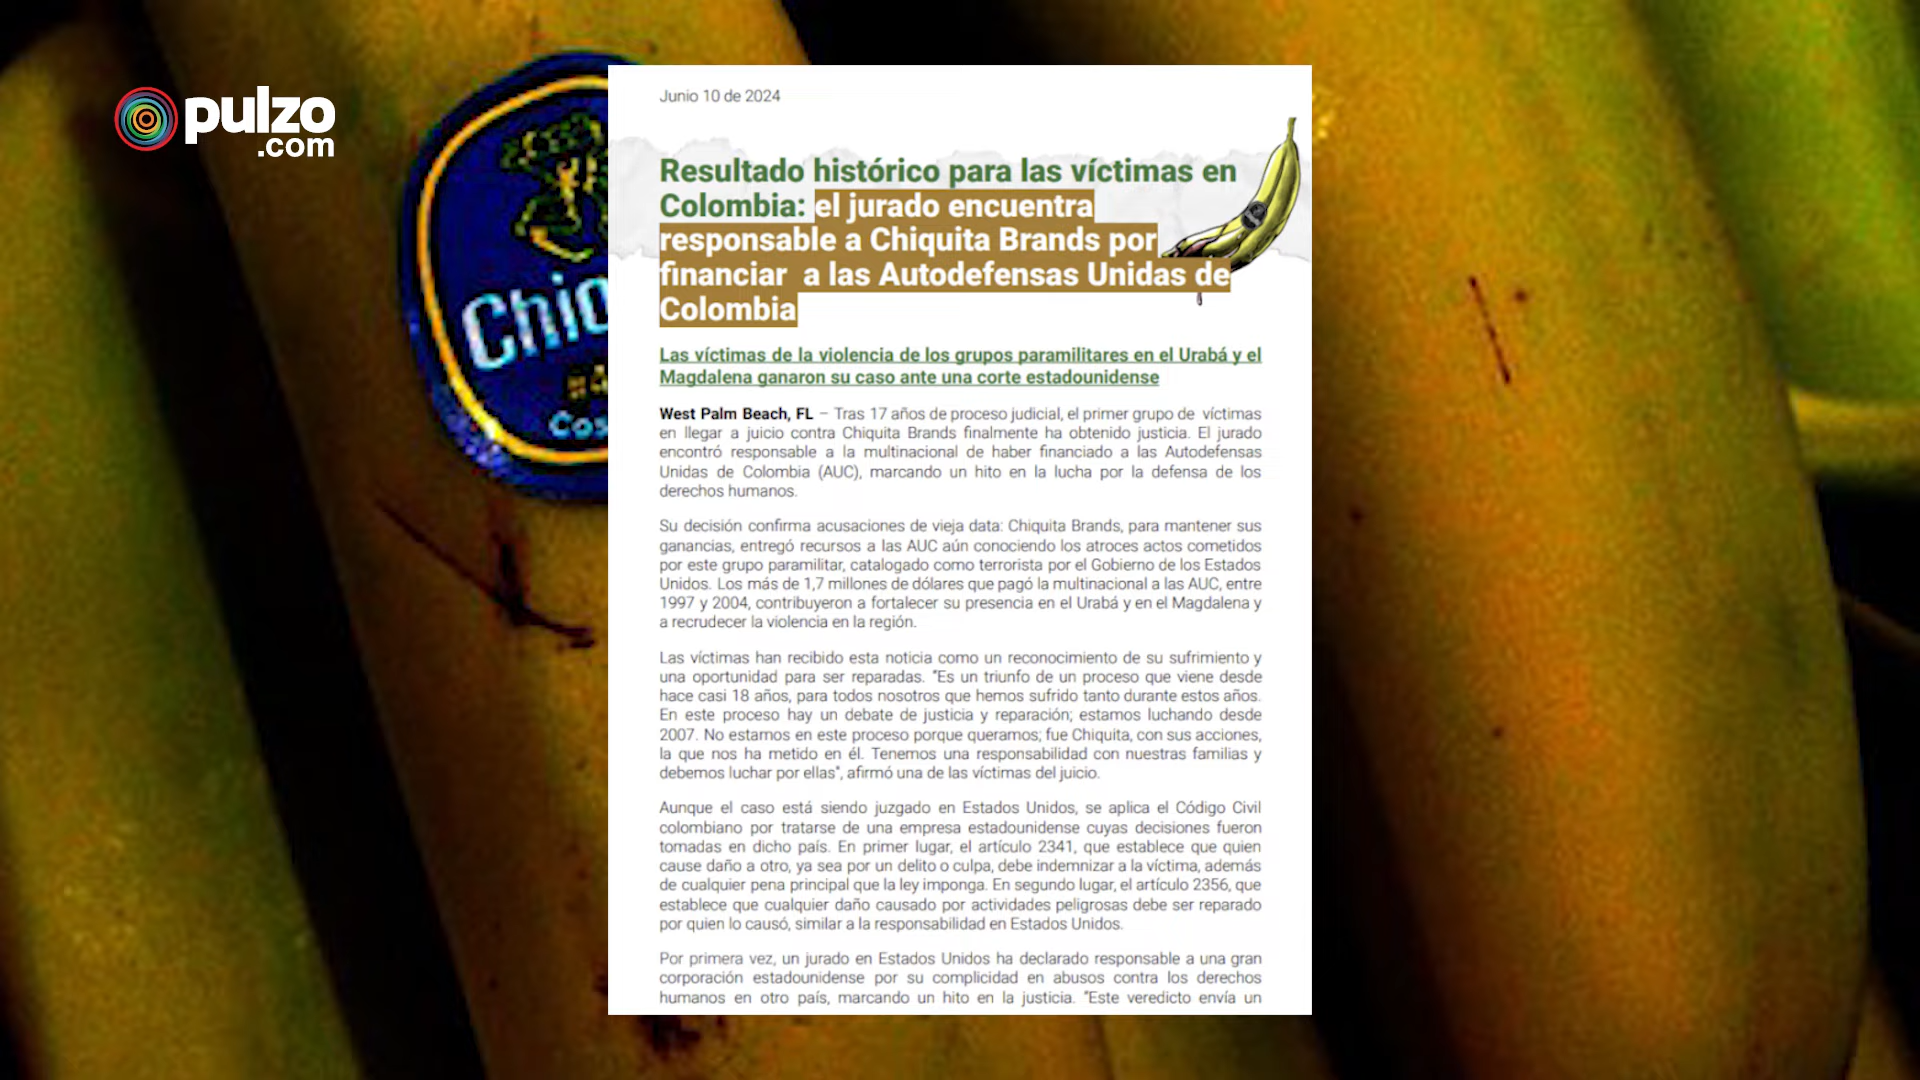 pulzo
.com
Chiq
Cos
Junio 10 de 2024
Resultado histórico para las víctimas en
Colombia: el jurado encuentra
responsable a Chiquita Brands por
financiar a las Autodefensas Unidas de
Colombia
Las víctimas de la violencia de los grupos paramilitares en el Urabá y el
Magdalena ganaron su caso ante una corte estadounidense
West Palm Beach, FL – Tras 17 años de proceso judicial, el primer grupo de víctimas
en llegar a juicio contra Chiquita Brands finalmente ha obtenido justicia. El jurado
encontró responsable a la multinacional de haber financiado a las Autodefensas
Unidas de Colombia (AUC), marcando un hito en la lucha por la defensa de los
derechos humanos.
Su decisión confirma acusaciones de vieja data: Chiquita Brands, para mantener sus
ganancias, entregó recursos a las AUC aún conociendo los atroces actos cometidos
por este grupo paramilitar, catalogado como terrorista por el Gobierno de los Estados
Unidos. Los más de 1,7 millones de dólares que pagó la multinacional a las AUC, entre
1997 y 2004, contribuyeron a fortalecer su presencia en el Urabá y en el Magdalena y
a recrudecer la violencia en la región.
Las víctimas han recibido esta noticia como un reconocimiento de su sufrimiento y
una oportunidad para ser reparadas. “Es un triunfo de un proceso que viene desde
hace casi 18 años, para todos nosotros que hemos sufrido tanto durante estos años.
En este proceso hay un debate de justicia y reparación; estamos luchando desde
2007. No estamos en este proceso porque queramos; fue Chiquita, con sus acciones,
la que nos ha metido en él. Tenemos una responsabilidad con nuestras familias y
debemos luchar por ellas”, afirmó una de las víctimas del juicio.
Aunque el caso está siendo juzgado en Estados Unidos, se aplica el Código Civil
colombiano por tratarse de una empresa estadounidense cuyas decisiones fueron
tomadas en dicho país. En primer lugar, el artículo 2341, que establece que quien
cause daño a otro, ya sea por un delito o culpa, debe indemnizar a la víctima, además
de cualquier pena principal que la ley imponga. En segundo lugar, el artículo 2356, que
establece que cualquier daño causado por actividades peligrosas debe ser reparado
por quien lo causó, similar a la responsabilidad en Estados Unidos.
Por primera vez, un jurado en Estados Unidos ha declarado responsable a una gran
corporación estadounidense por su complicidad en abusos contra los derechos
humanos en otro país, marcando un hito en la justicia. “Este veredicto envía un